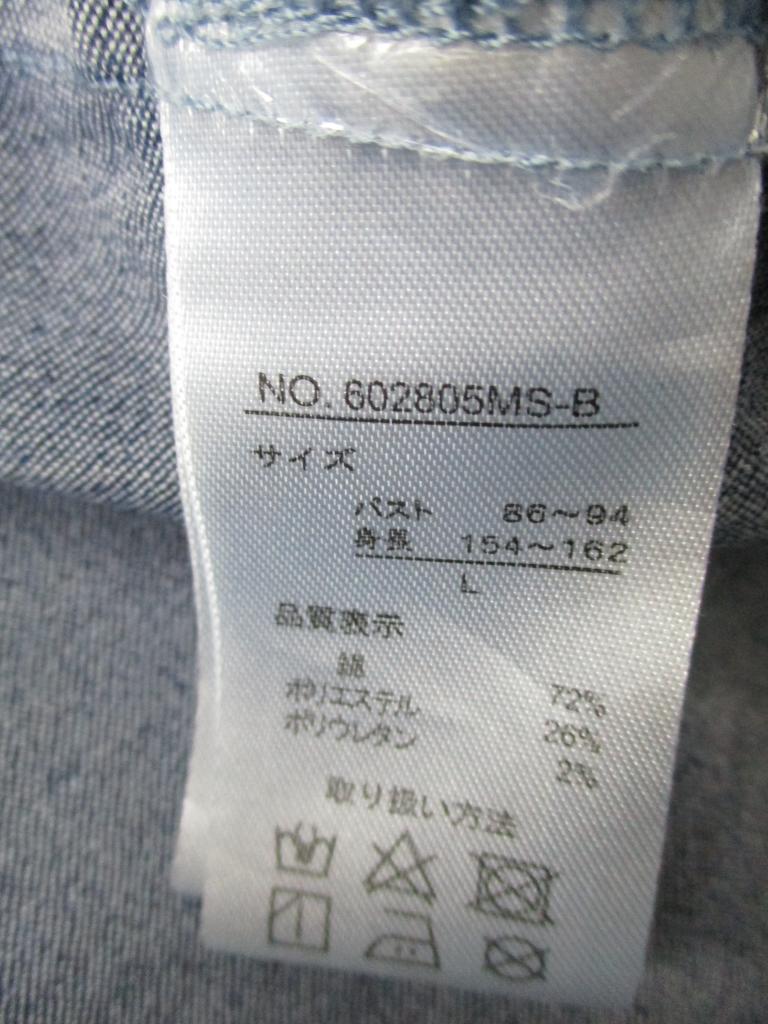 NO. 602805MS-B
サイズ
バスト 86～94
身長 154～162
L
品質表示
綿 72%
ポリエステル 26%
ポリウレタン 2%
取り扱い方法